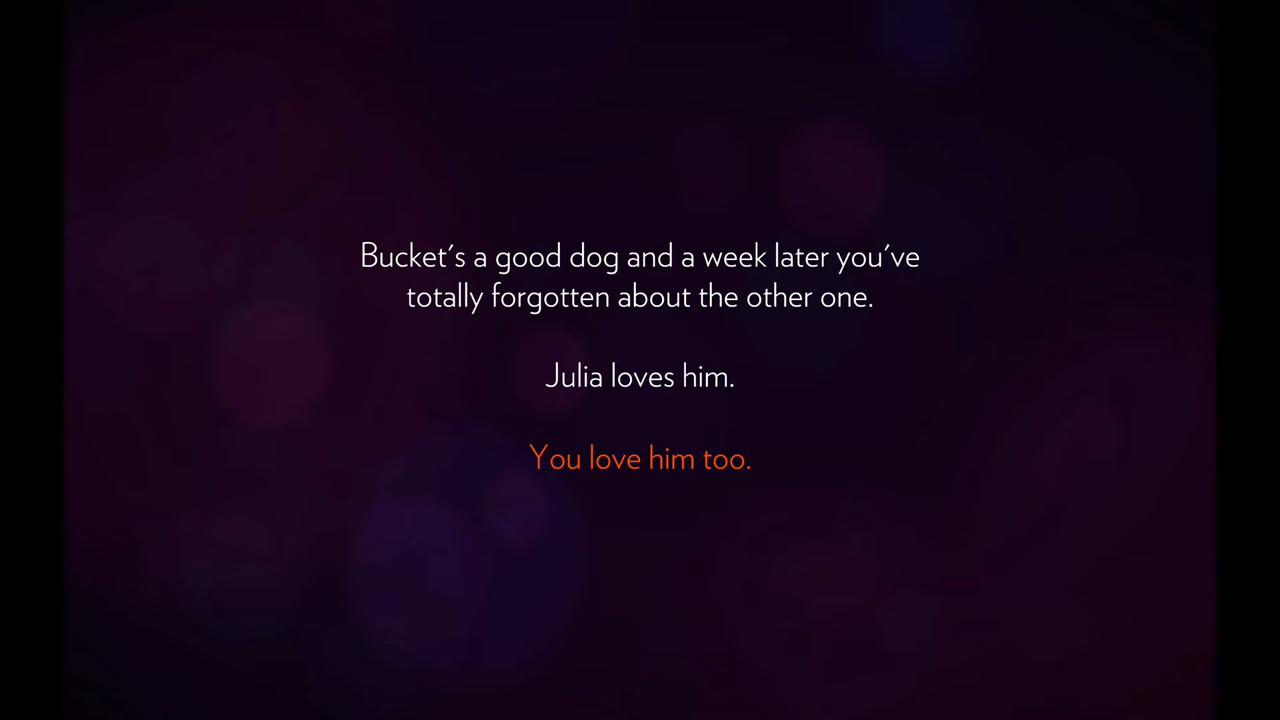 Bucket's a good dog and a week later you've
totally forgotten about the other one.
Julia loves him.
You love him too.